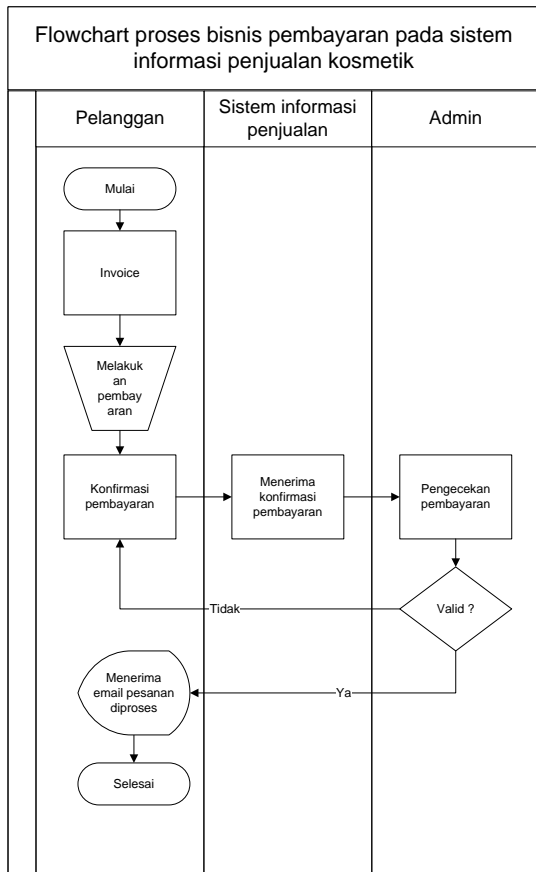 Flowchart proses bisnis pembayaran pada sistem
informasi penjualan kosmetik
Pelanggan
Sistem informasi
penjualan
Admin
Mulai
Invoice
Melakuk
an
pembay
aran
Konfirmasi
pembayaran
Menerima
konfirmasi
pembayaran
Pengecekan
pembayaran
Tidak
Valid ?
Menerima
email pesanan
diproses
Ya
Selesai